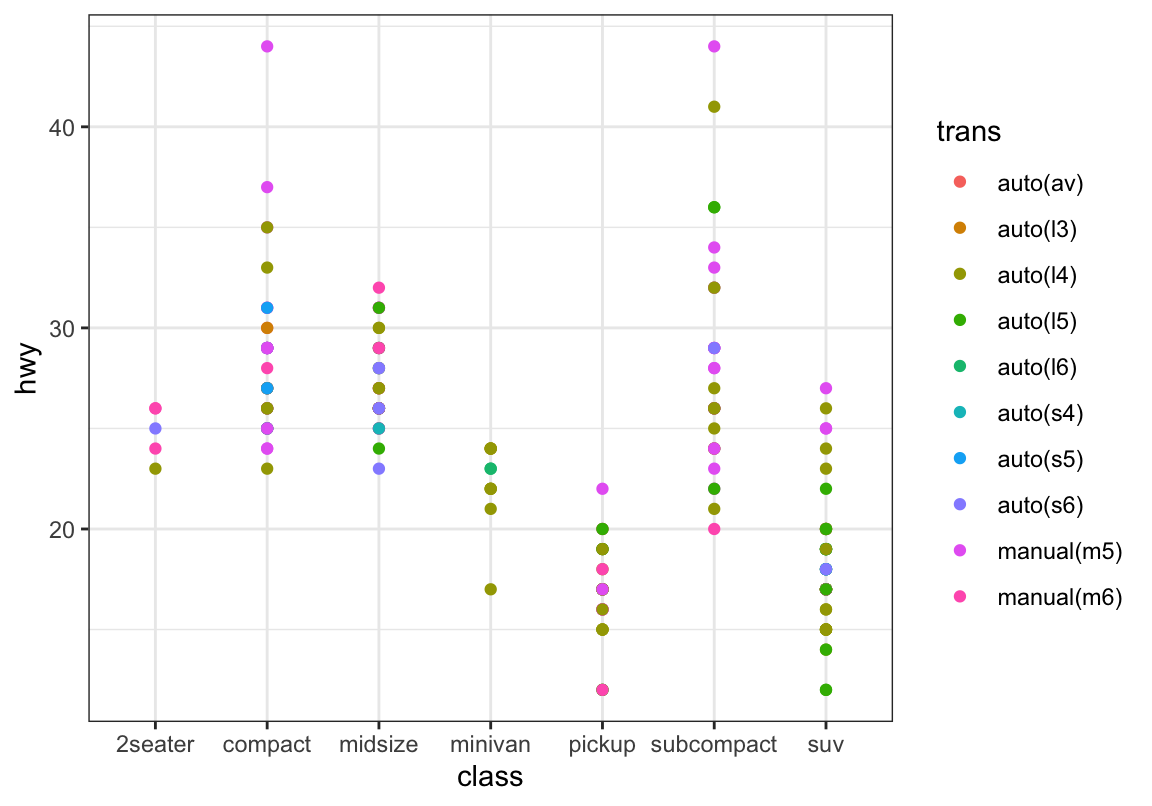 40
30
20
hwy
2seater compact midsize minivan pickup subcompact suv
class
trans
auto(av)
auto(l3)
auto(l4)
auto(l5)
auto(l6)
auto(s4)
auto(s5)
auto(s6)
manual(m5)
manual(m6)